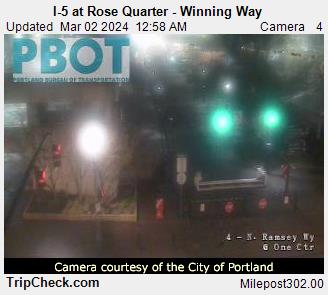 I-5 at Rose Quarter - Winning Way
Updated  Mar 02 2024  12:58 AM  Camera  4
PBOT
PORTLAND BUREAU OF TRANSPORTATION
4 - N. Ramsey Wy
@ One Ctr
Camera courtesy of the City of Portland
TripCheck.com  Milepost302.00